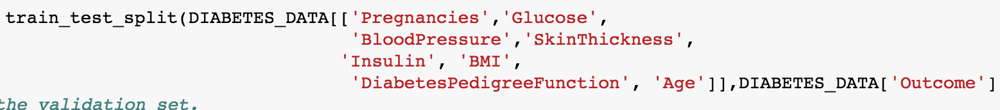 train_test_split(DIABETES_DATA[['Pregnancies','Glucose',
'BloodPressure','SkinThickness',
'Insulin', 'BMI',
'DiabetesPedigreeFunction', 'Age']],DIABETES_DATA['Outcome']
the validation set.